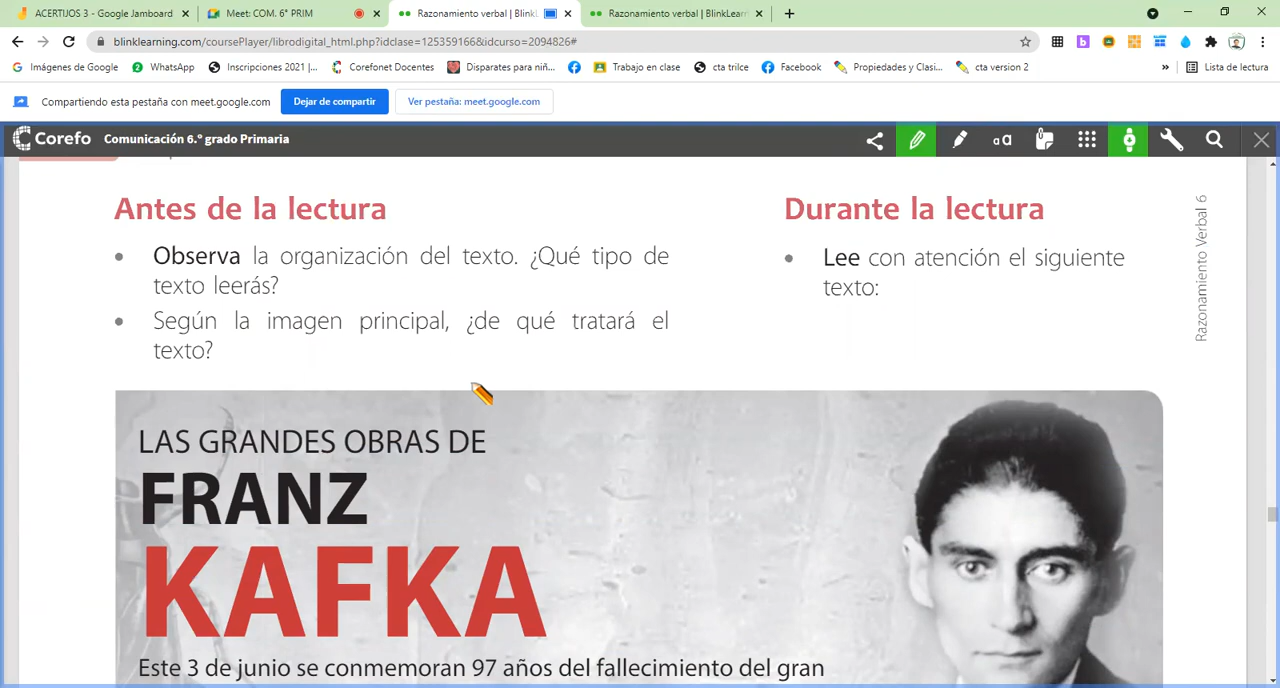 ACERTIJOS 3 - Google Jamboard
Meet: COM. 6° PRIM
Razonamiento verbal | BlinkL
Razonamiento verbal | BlinkLear
blinklearning.com/coursePlayer/librodigital_html.php?idclase=125359166&idcurso=2094826#
Imágenes de Google
WhatsApp
Inscripciones 2021 |...
Corefonet Docentes
Disparates para niñ...
Trabajo en clase
cta trilce
Facebook
Propiedades y Clasi...
cta version 2
»
Lista de lectura
Compartiendo esta pestaña con meet.google.com
Dejar de compartir
Ver pestaña: meet.google.com
Corefo
Comunicación 6.º grado Primaria
aA
Antes de la lectura
• Observa la organización del texto. ¿Qué tipo de
texto leerás?
• Según la imagen principal, ¿de qué tratará el
texto?
Durante la lectura
• Lee con atención el siguiente
texto:
Razonamiento Verbal 6
LAS GRANDES OBRAS DE
FRANZ
KAFKA
Este 3 de junio se conmemoran 97 años del fallecimiento del gran